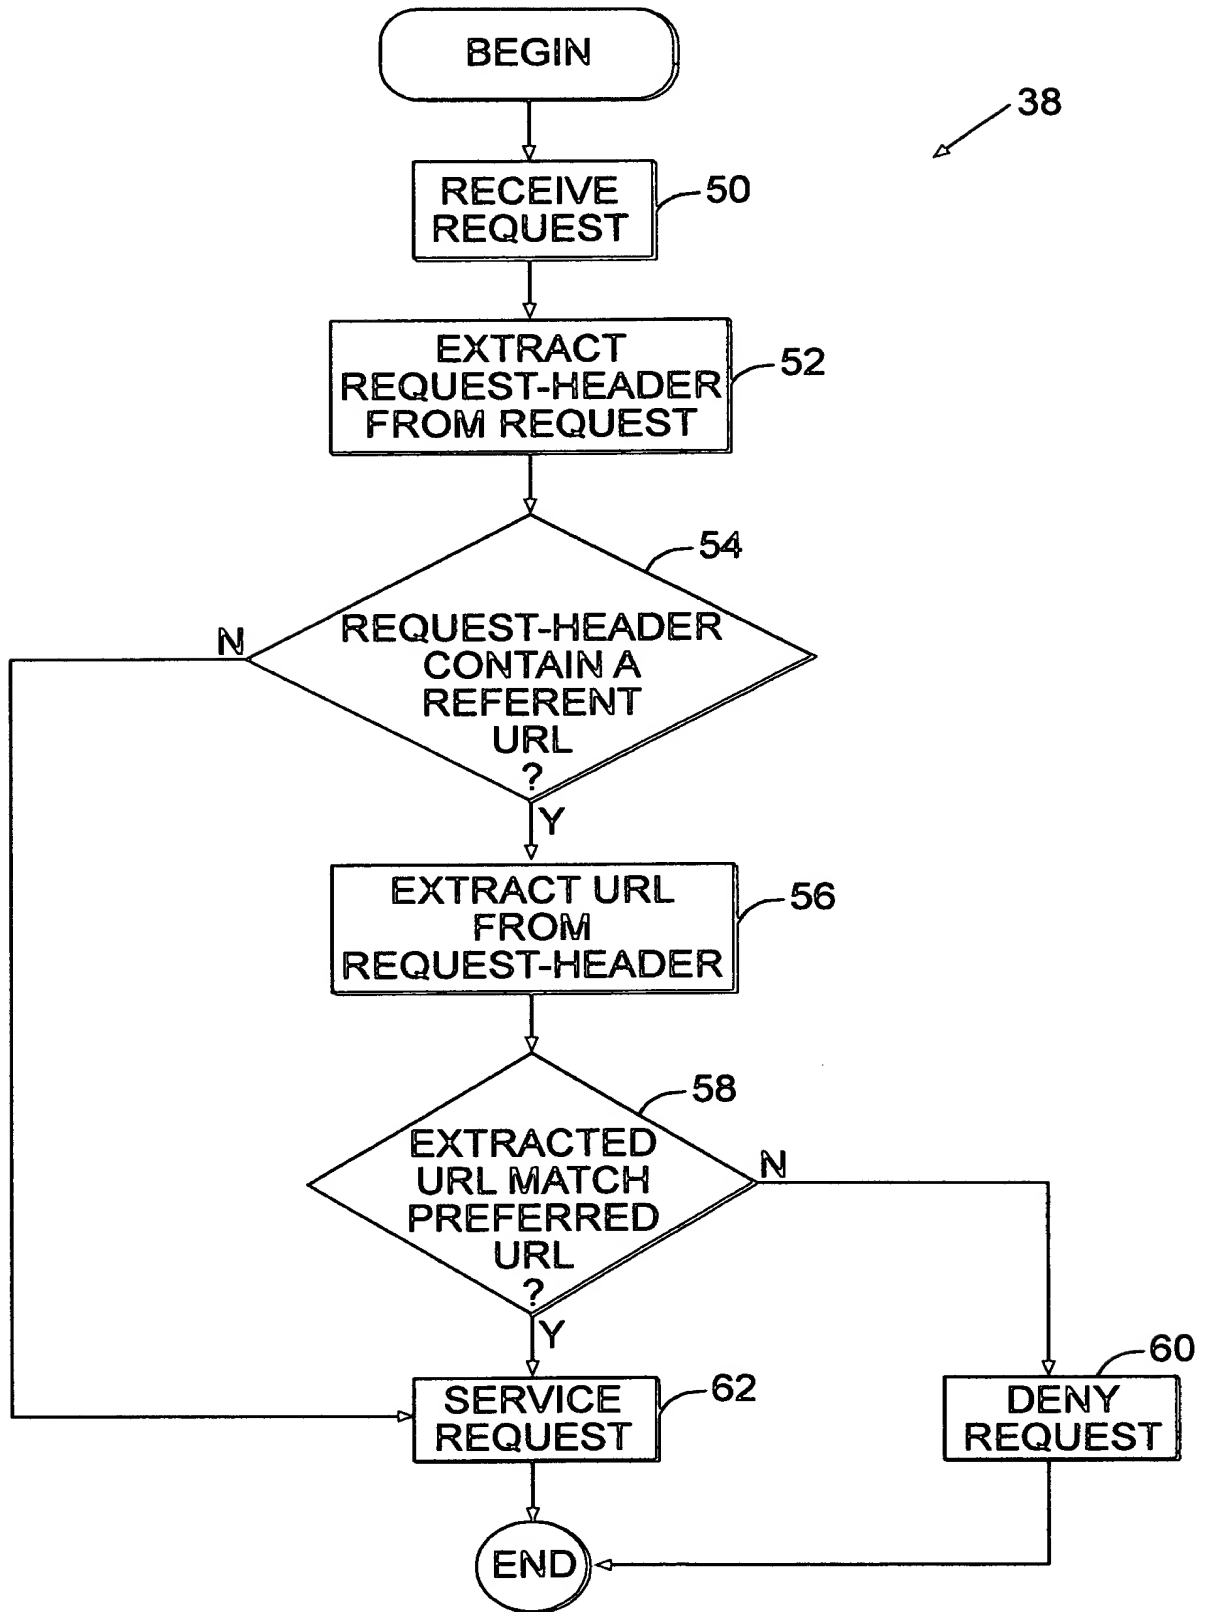 BEGIN
38
RECEIVE
REQUEST
50
EXTRACT
REQUEST-HEADER
FROM REQUEST
52
54
N
REQUEST-HEADER
CONTAIN A
REFERENT
URL
?
Y
EXTRACT URL
FROM
REQUEST-HEADER
56
58
EXTRACTED
URL MATCH
PREFERRED
URL
?
N
Y
SERVICE
REQUEST
62
60
DENY
REQUEST
END